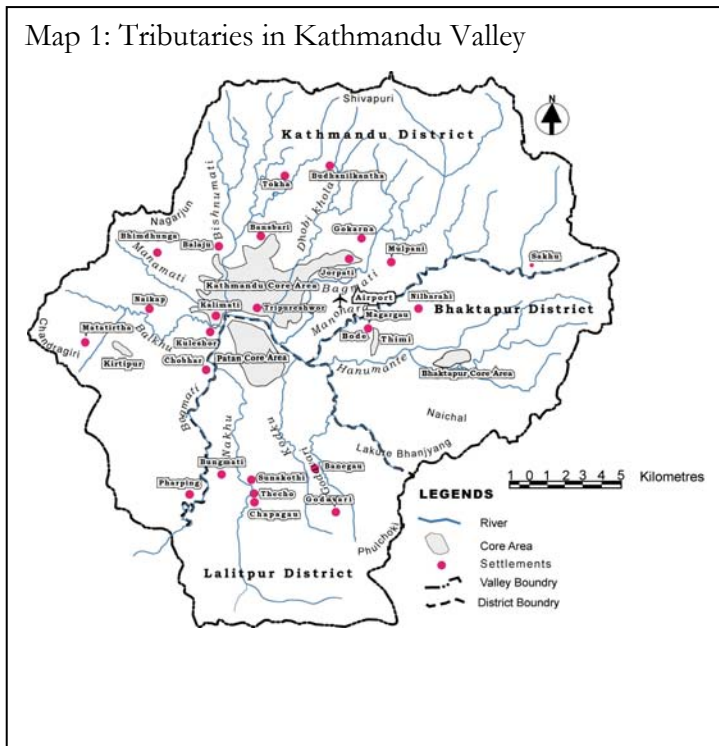 Map 1: Tributaries in Kathmandu Valley
Shivapuri
N
Kathmandu District
Tokha
Budhanilkantha
Bishnumati
Dhobi khola
Nagarjun
Bansbari
Gokarna
Bhimdhunga
Balaju
Manamati
Mulpani
Sakhu
Jorpati
Kathmandu Core Area
Bagmati
Airport
Naikap
Kalimati
Tripureshwor
Manohara
Magargau
Nilbarahi
Bhaktapur District
Chandragiri
Matatirtha
Balkhu
Kuleshor
Bode
Thimi
Kirtipur
Chobhar
Patan Core Area
Hanumante
Bhaktapur Core Area
Bagmati
Nakhu
Kodku
Godavari
Naichal
Lakure Bhanjyang
Bungmati
Sunakothi
Banegau
Pharping
Thecho
Chapagau
Godavari
Phulchoki
Lalitpur District
1 0 1 2 3 4 5 Kilometres
LEGENDS
River
Core Area
Settlements
Valley Boundry
District Boundry